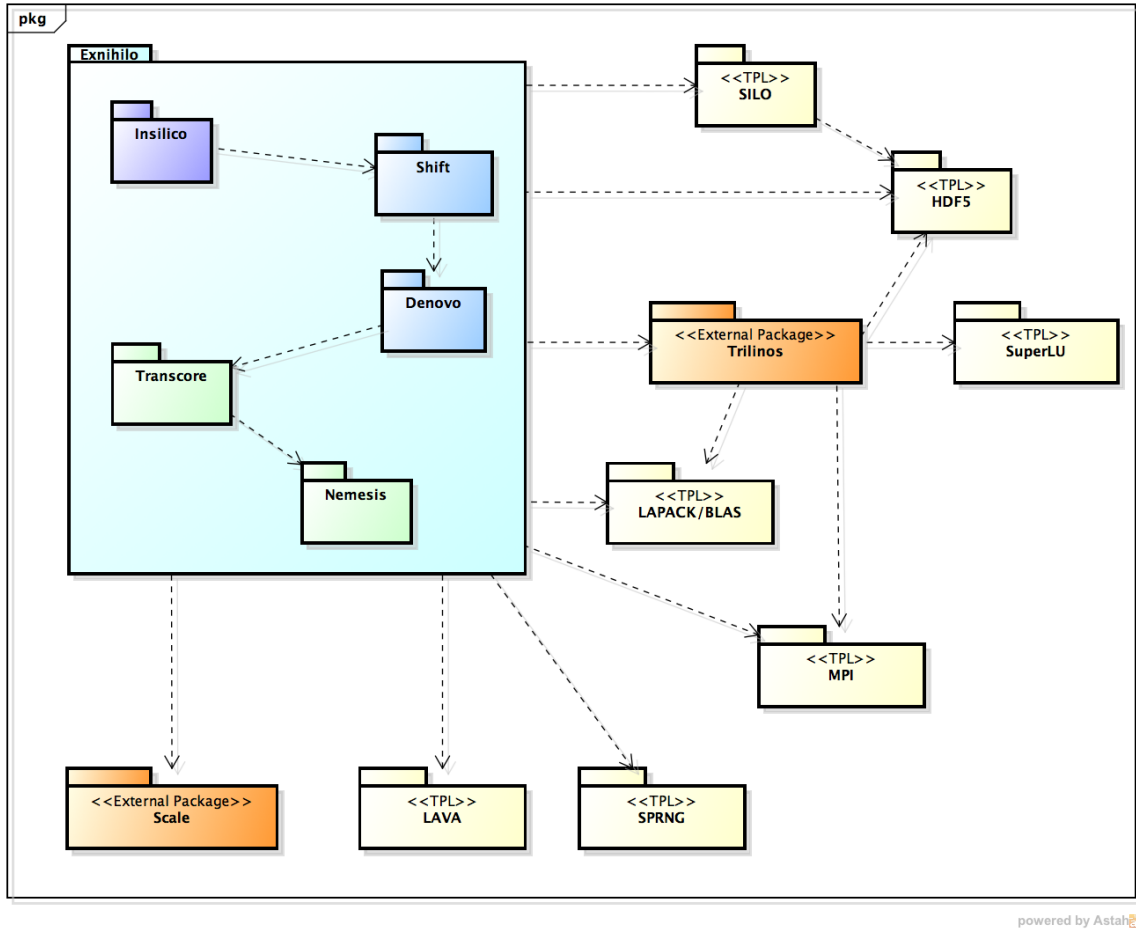 pkg
Exnihilo
<<TPL>>
SILO
Insilico
Shift
<<TPL>>
HDF5
Denovo
<<External Package>>
Trilinos
<<TPL>>
SuperLU
Transcore
Nemesis
<<TPL>>
LAPACK/BLAS
<<TPL>>
MPI
<<External Package>>
Scale
<<TPL>>
LAVA
<<TPL>>
SPRNG
powered by Astah